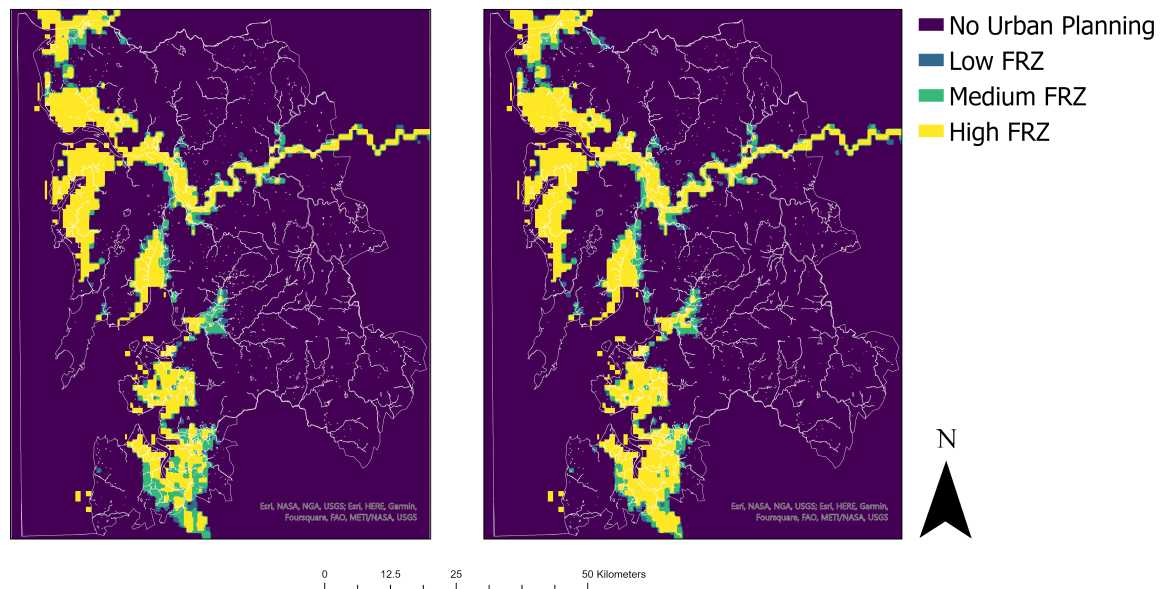 No Urban Planning
Low FRZ
Medium FRZ
High FRZ
N
Esri, NASA, NGA, USGS; Esri, HERE, Garmin,
Foursquare, FAO, METI/NASA, USGS
Esri, NASA, NGA, USGS; Esri, HERE, Garmin,
Foursquare, FAO, METI/NASA, USGS
0 12.5 25 50 Kilometers